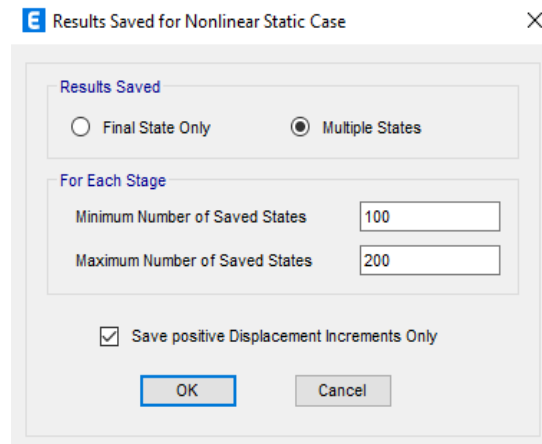 E Results Saved for Nonlinear Static Case
Results Saved
Final State Only Multiple States
For Each Stage
Minimum Number of Saved States 100
Maximum Number of Saved States 200
Save positive Displacement Increments Only
OK Cancel